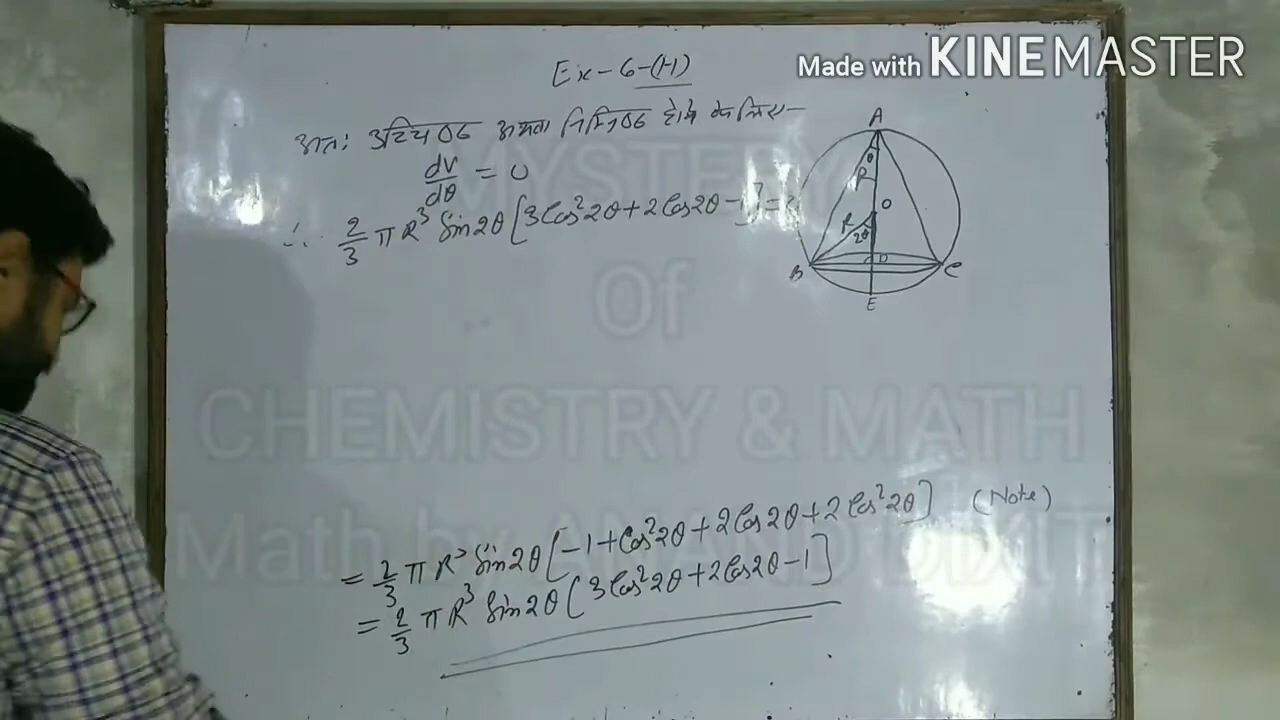 Made with KINEMASTER
Ex-6-(H)
अतः उच्चिष्ठ अथवा निम्निष्ठ होने के लिए-
dV/dθ = 0
∴ 2/3 πR³ Sin2θ [3Cos²2θ+2Cos2θ-1]=
A
θ
R
O
R
2θ
D
B
C
E
MYSTERY
Of
CHEMISTRY & MATH
Math by
= 2/3 πR³ Sin2θ [-1+Cos²2θ+2Cos2θ+2Cos²2θ] (Note)
= 2/3 πR³ Sin2θ [3Cos²2θ+2Cos2θ-1]